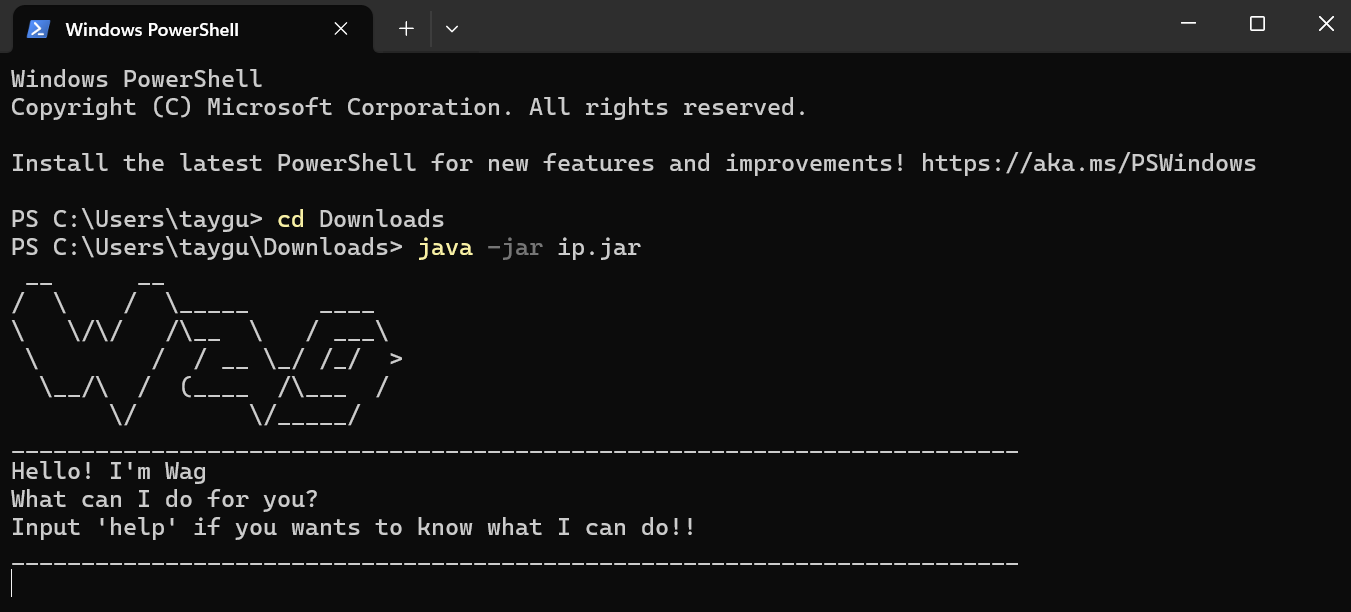 Windows PowerShell
Windows PowerShell
Copyright (C) Microsoft Corporation. All rights reserved.
Install the latest PowerShell for new features and improvements! https://aka.ms/PSWindows
PS C:\Users\taygu> cd Downloads
PS C:\Users\taygu\Downloads> java -jar ip.jar
 __      __
/  \    /  \_____     ____
\   \/\/   /\__  \   / ___\
 \        /  / __ \_/ /_/  >
  \__/\  /  (____  /\___  /
       \/        \/_____/
________________________________________________________________________
Hello! I'm Wag
What can I do for you?
Input 'help' if you wants to know what I can do!!
________________________________________________________________________